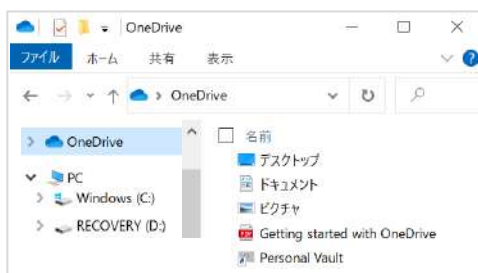 OneDrive
ファイル ホーム 共有 表示
OneDrive
OneDrive
PC
Windows (C:)
RECOVERY (D:)
名前
デスクトップ
ドキュメント
ピクチャ
Getting started with OneDrive
Personal Vault